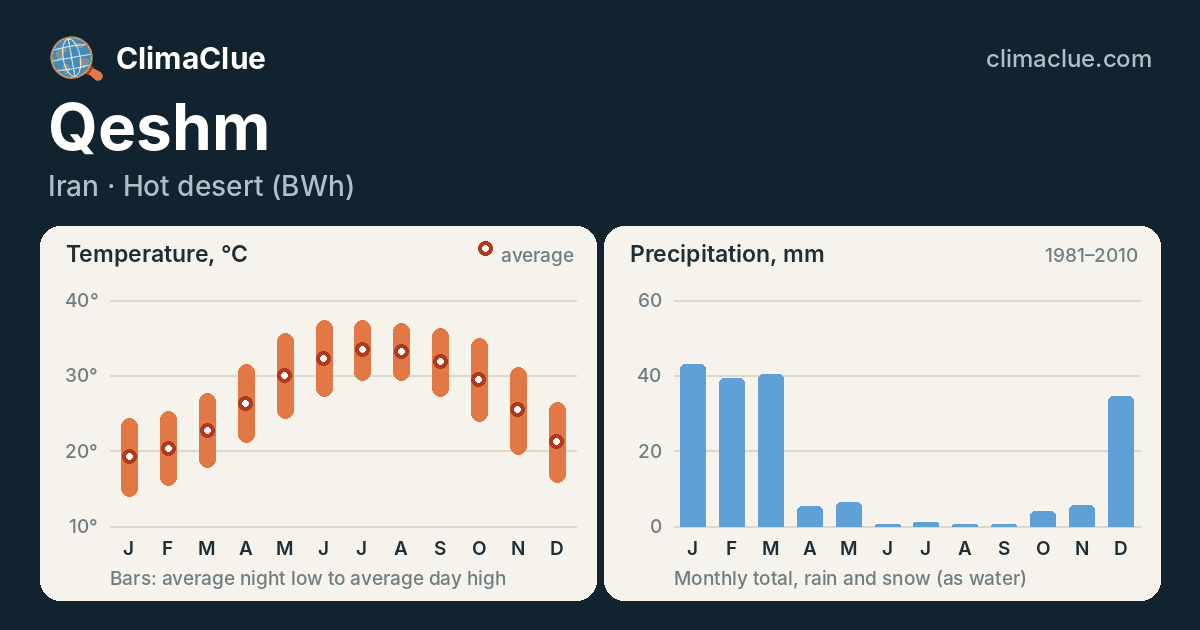 ClimaClue
climaclue.com
Qeshm
Iran · Hot desert (BWh)
Temperature, °C
average
40°
30°
20°
10°
J F M A M J J A S O N D
Bars: average night low to average day high
Precipitation, mm
1981–2010
60
40
20
0
J F M A M J J A S O N D
Monthly total, rain and snow (as water)